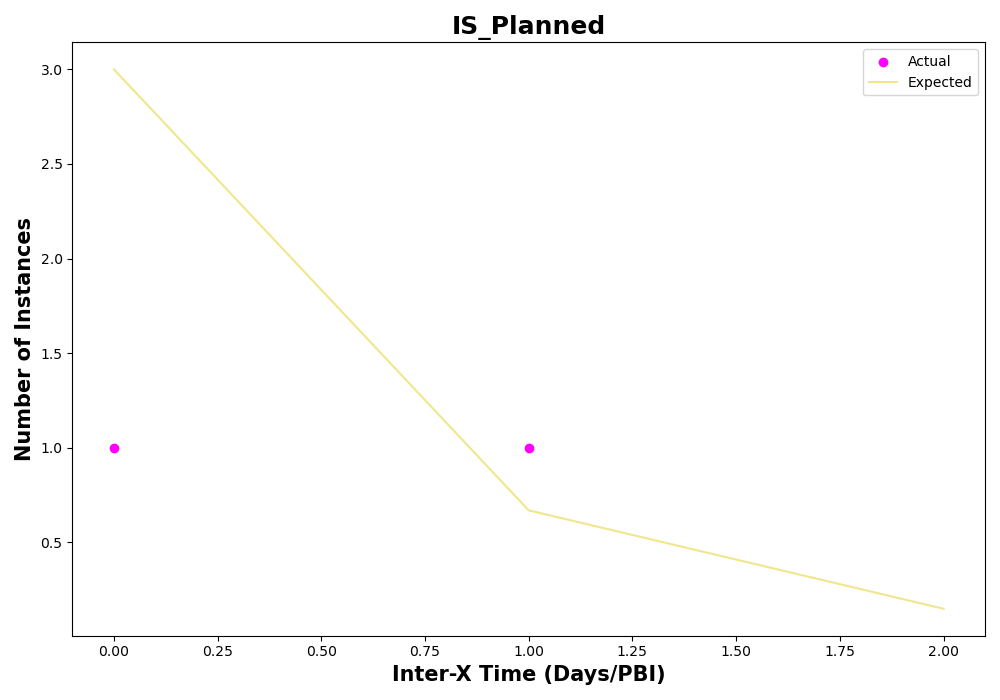 IS_Planned
Actual
Expected
Number of Instances
3.0
2.5
2.0
1.5
1.0
0.5
0.00 0.25 0.50 0.75 1.00 1.25 1.50 1.75 2.00
Inter-X Time (Days/PBI)